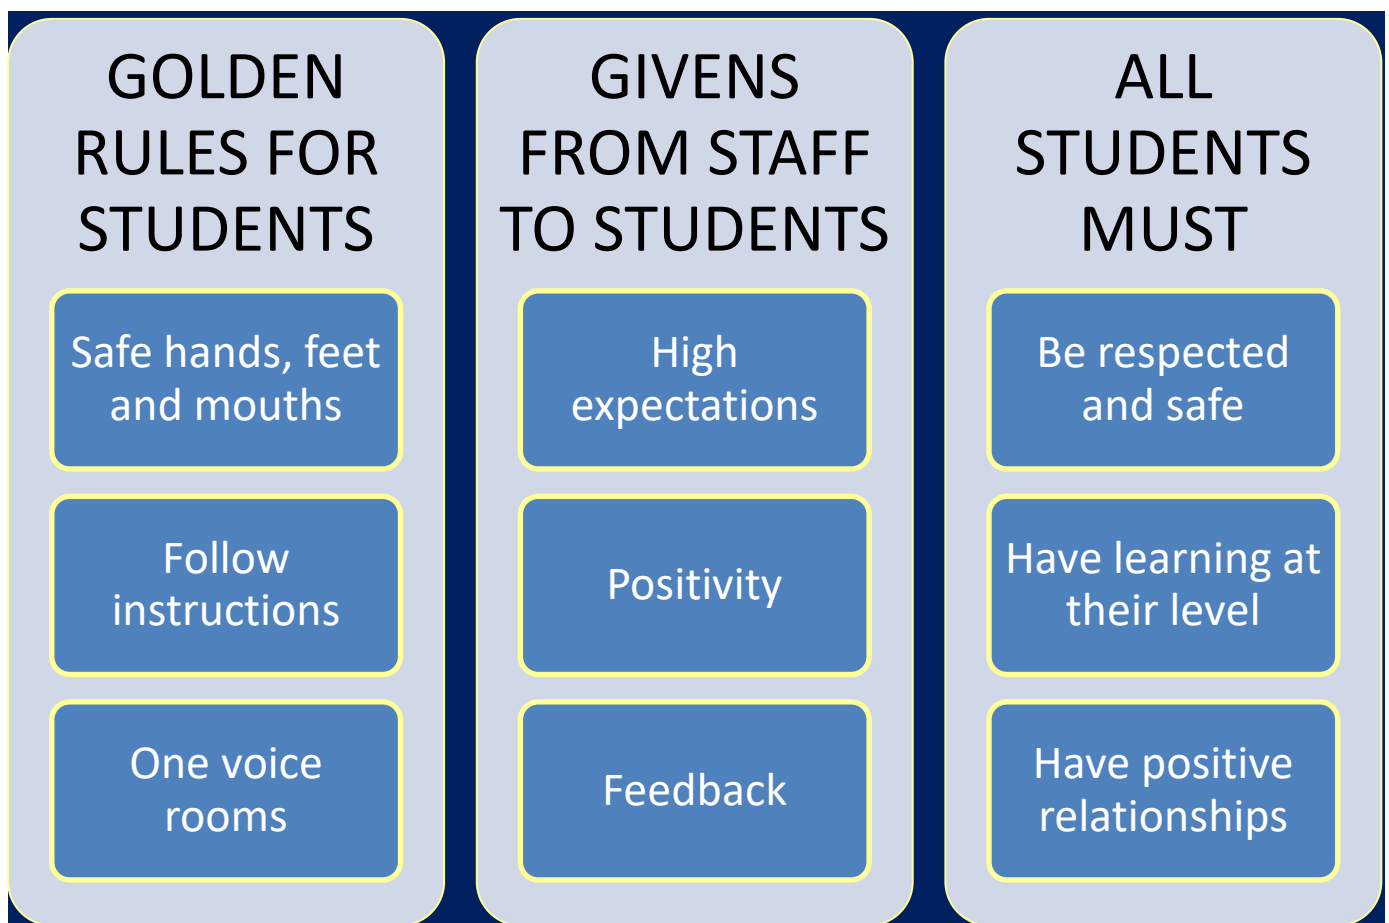 GOLDEN
RULES FOR
STUDENTS
Safe hands, feet
and mouths
Follow
instructions
One voice
rooms
GIVENS
FROM STAFF
TO STUDENTS
High
expectations
Positivity
Feedback
ALL
STUDENTS
MUST
Be respected
and safe
Have learning at
their level
Have positive
relationships